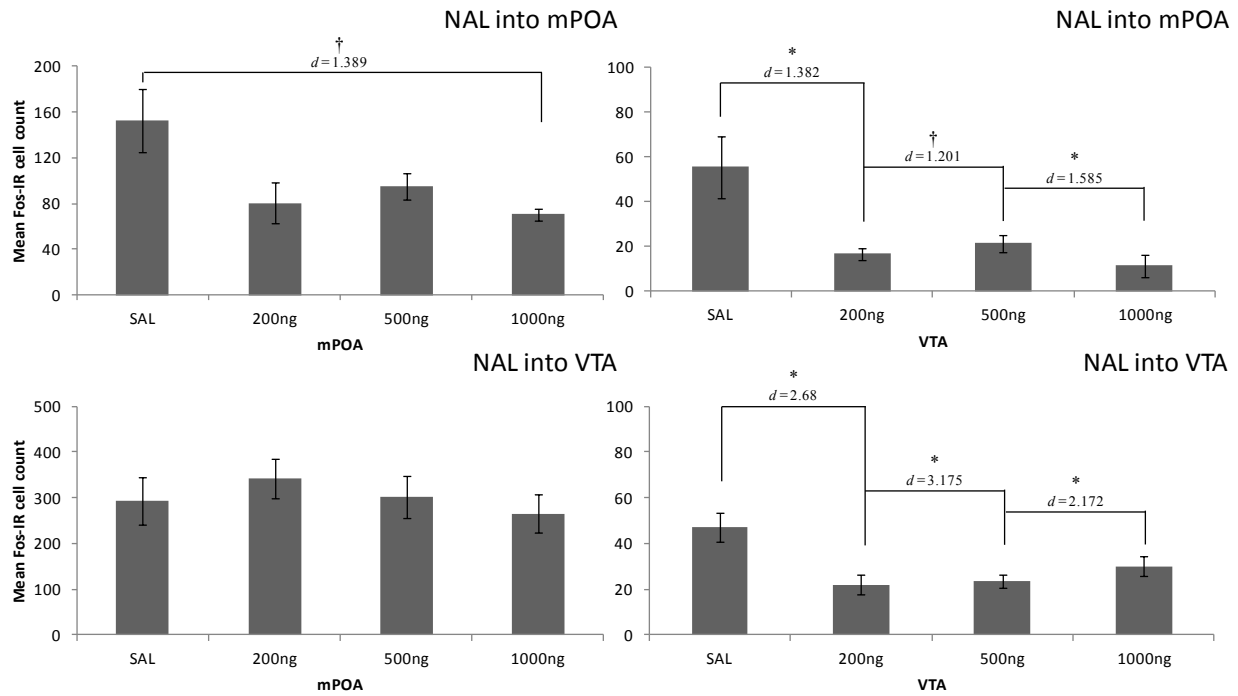 NAL into mPOA
†
d=1.389
200
160
120
80
40
0
Mean Fos-IR cell count
SAL
200ng
500ng
1000ng
mPOA
NAL into mPOA
*
d=1.382
†
d=1.201
*
d=1.585
100
80
60
40
20
0
SAL
200ng
500ng
1000ng
VTA
NAL into VTA
500
400
300
200
100
0
Mean Fos-IR cell count
SAL
200ng
500ng
1000ng
mPOA
NAL into VTA
*
d=2.68
*
d=3.175
*
d=2.172
100
80
60
40
20
0
SAL
200ng
500ng
1000ng
VTA